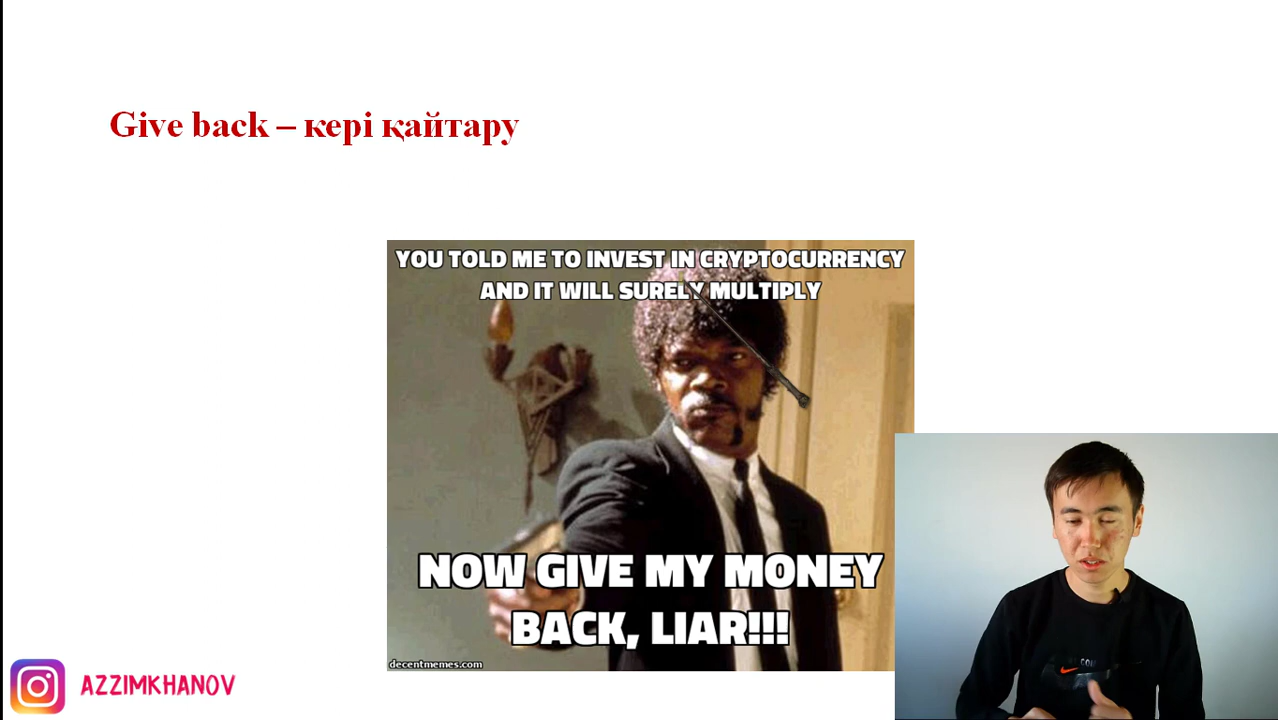 Give back – кері қайтару
YOU TOLD ME TO INVEST IN CRYPTOCURRENCY
AND IT WILL SURELY MULTIPLY
NOW GIVE MY MONEY
BACK, LIAR!!!
decentmemes.com
AZZIMKHANOV